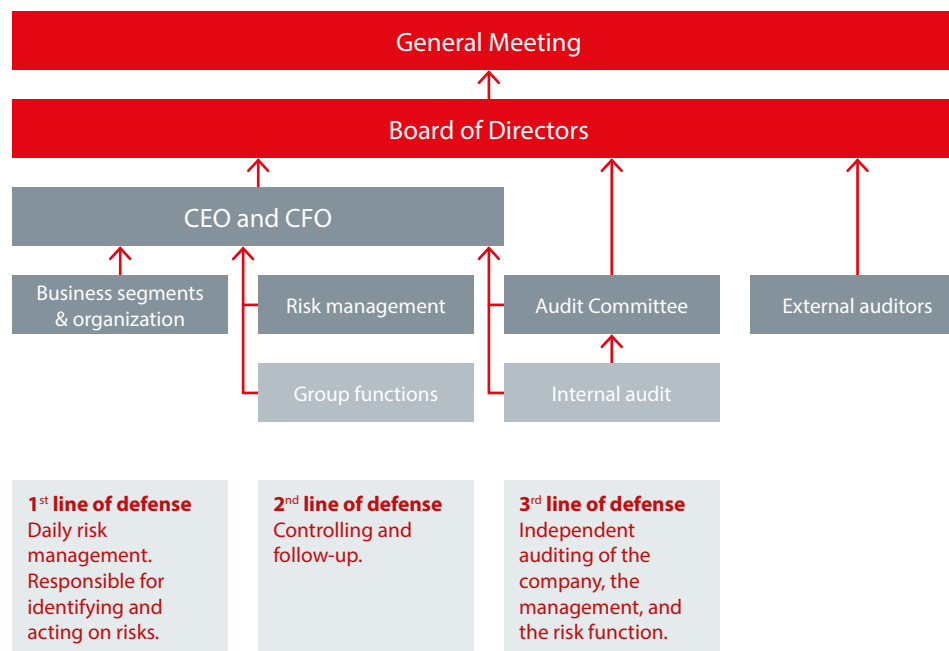 General Meeting
Board of Directors
CEO and CFO
Business segments
& organization
Risk management
Audit Committee
External auditors
Group functions
Internal audit
1st line of defense
Daily risk
management.
Responsible for
identifying and
acting on risks.
2nd line of defense
Controlling and
follow-up.
3rd line of defense
Independent
auditing of the
company, the
management, and
the risk function.